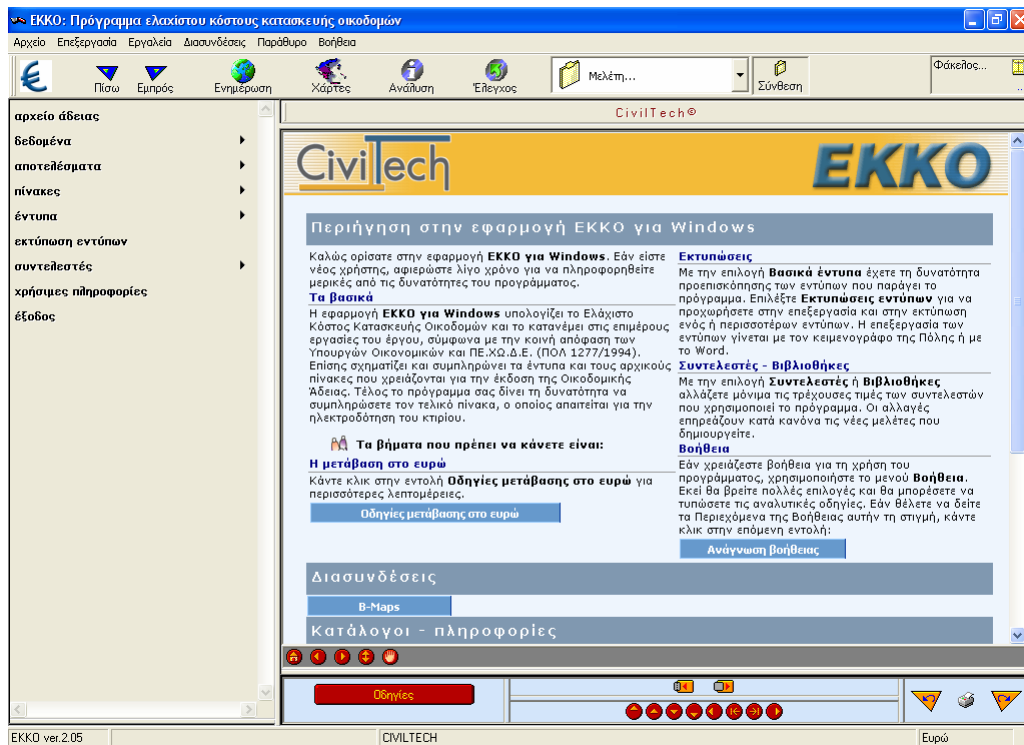 EKKO: Πρόγραμμα ελαχίστου κόστους κατασκευής οικοδομών
Αρχείο Επεξεργασία Εργαλεία Διασυνδέσεις Παράθυρο Βοήθεια
Πίσω Εμπρός Ενημέρωση Χάρτες Ανάλυση Έλεγχος Μελέτη... Σύνθεση Φάκελος...
αρχείο άδειας
δεδομένα
αποτελέσματα
πίνακες
έντυπα
εκτύπωση εντύπων
συντελεστές
χρήσιμες πληροφορίες
έξοδος
CivilTech©
CivilTech EKKO
Περιήγηση στην εφαρμογή EKKO για Windows
Καλώς ορίσατε στην εφαρμογή EKKO για Windows. Εάν είστε
νέος χρήστης, αφιερώστε λίγο χρόνο για να πληροφορηθείτε
μερικές από τις δυνατότητες του προγράμματος.
Τα βασικά
Η εφαρμογή EKKO για Windows υπολογίζει το Ελάχιστο
Κόστος Κατασκευής Οικοδομών και το κατανέμει στις επιμέρους
εργασίες του έργου, σύμφωνα με την κοινή απόφαση των
Υπουργών Οικονομικών και ΠΕ.ΧΩ.Δ.Ε. (ΠΟΛ 1277/1994).
Επίσης σχηματίζει και συμπληρώνει τα έντυπα και τους αρχικούς
πίνακες που χρειάζονται για την έκδοση της Οικοδομικής
Άδειας. Τέλος το πρόγραμμα σας δίνει τη δυνατότητα να
συμπληρώσετε τον τελικό πίνακα, ο οποίος απαιτείται για την
ηλεκτροδότηση του κτιρίου.
Τα βήματα που πρέπει να κάνετε είναι:
Η μετάβαση στο ευρώ
Κάντε κλικ στην εντολή Οδηγίες μετάβασης στο ευρώ για
περισσότερες λεπτομέρειες.
Οδηγίες μετάβασης στο ευρώ
Εκτυπώσεις
Με την επιλογή Βασικά έντυπα έχετε τη δυνατότητα
προεπισκόπησης των εντύπων που παράγει το
πρόγραμμα. Επιλέξτε Εκτυπώσεις εντύπων για να
προχωρήσετε στην επεξεργασία και στην εκτύπωση
ενός ή περισσοτέρων εντύπων. Η επεξεργασία των
εντύπων γίνεται με τον κειμενογράφο της Πόλης ή με
το Word.
Συντελεστές - Βιβλιοθήκες
Με την επιλογή Συντελεστές ή Βιβλιοθήκες
αλλάζετε μόνιμα τις τρέχουσες τιμές των συντελεστών
που χρησιμοποιεί το πρόγραμμα. Οι αλλαγές
επηρεάζουν κατά κανόνα τις νέες μελέτες που
δημιουργείτε.
Βοήθεια
Εάν χρειάζεστε βοήθεια για τη χρήση του
προγράμματος, χρησιμοποιήστε το μενού Βοήθεια.
Εκεί θα βρείτε πολλές επιλογές και θα μπορέσετε να
τυπώσετε τις αναλυτικές οδηγίες. Εάν θέλετε να δείτε
τα Περιεχόμενα της Βοήθειας αυτήν τη στιγμή, κάντε
κλικ στην επόμενη εντολή:
Ανάγνωση βοήθειας
Διασυνδέσεις
B-Maps
Κατάλογοι - πληροφορίες
Οδηγίες
EKKO ver.2.05 CIVILTECH Ευρώ